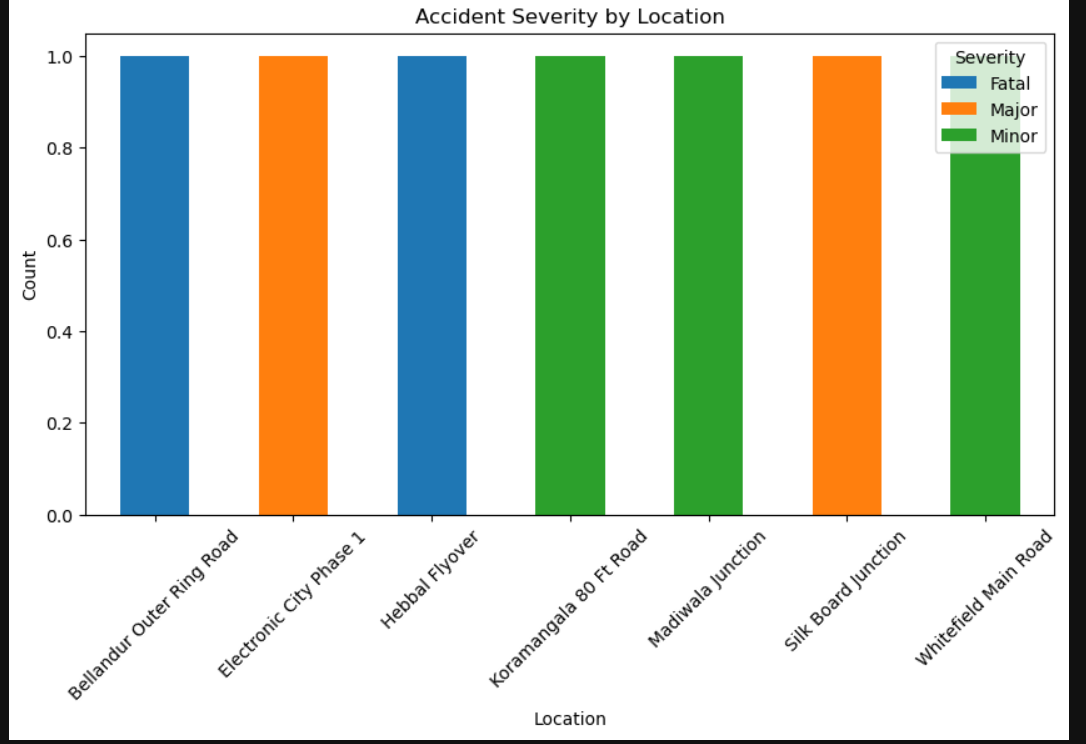 Accident Severity by Location
Severity
Fatal
Major
Minor
Count
1.0
0.8
0.6
0.4
0.2
0.0
Bellandur Outer Ring Road
Electronic City Phase 1
Hebbal Flyover
Koramangala 80 Ft Road
Madiwala Junction
Silk Board Junction
Whitefield Main Road
Location